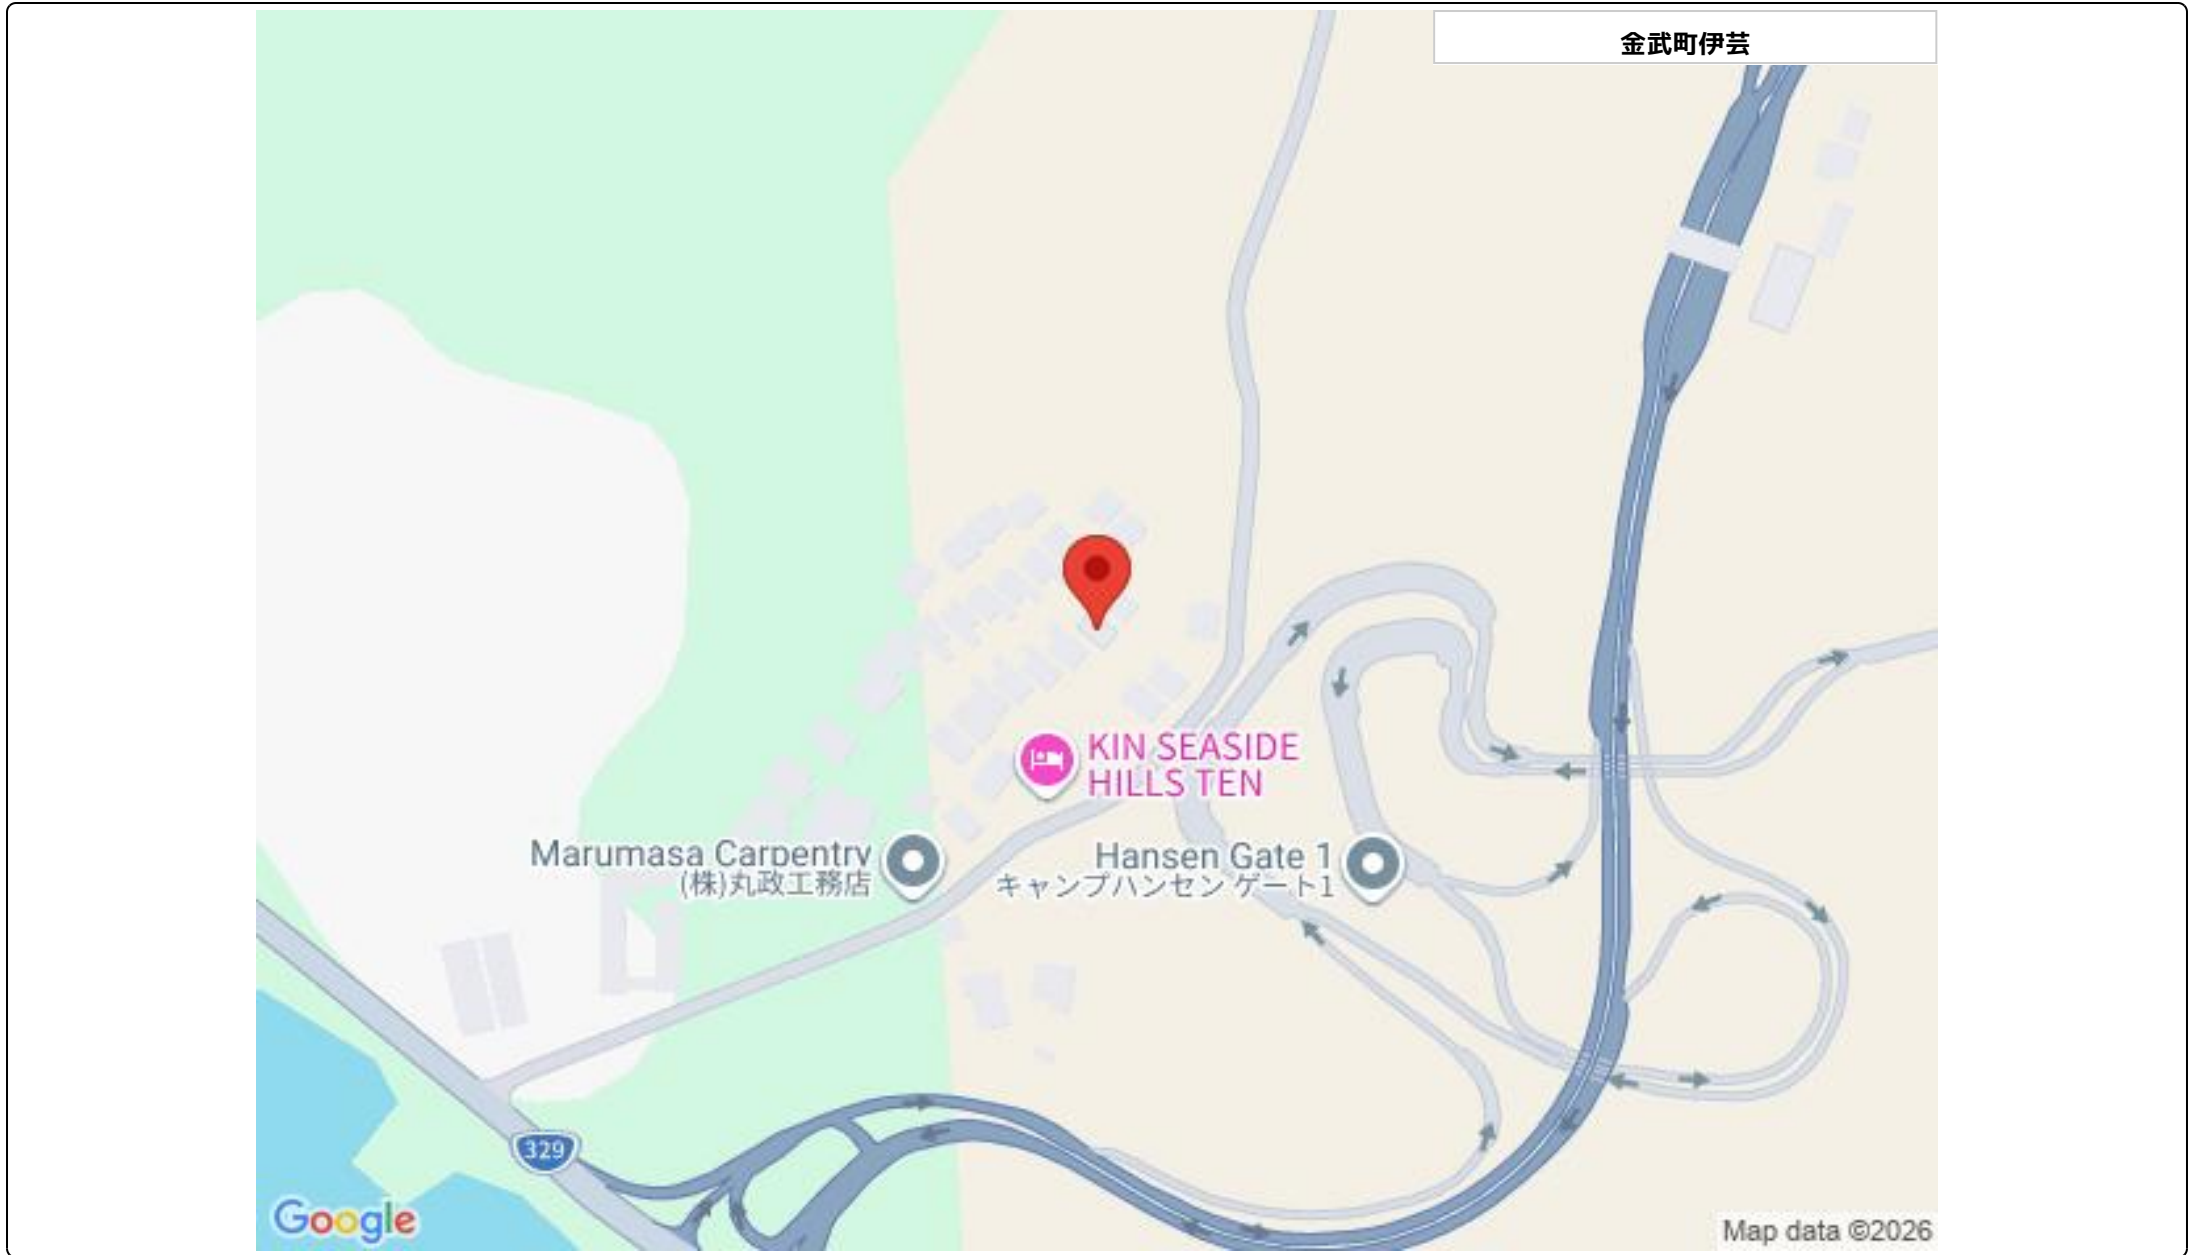 金武町伊芸
KIN SEASIDE
HILLS TEN
Marumasa Carpentry
(株)丸政工務店
Hansen Gate 1
キャンプハンセン ゲート1
329
Google
Map data ©2026